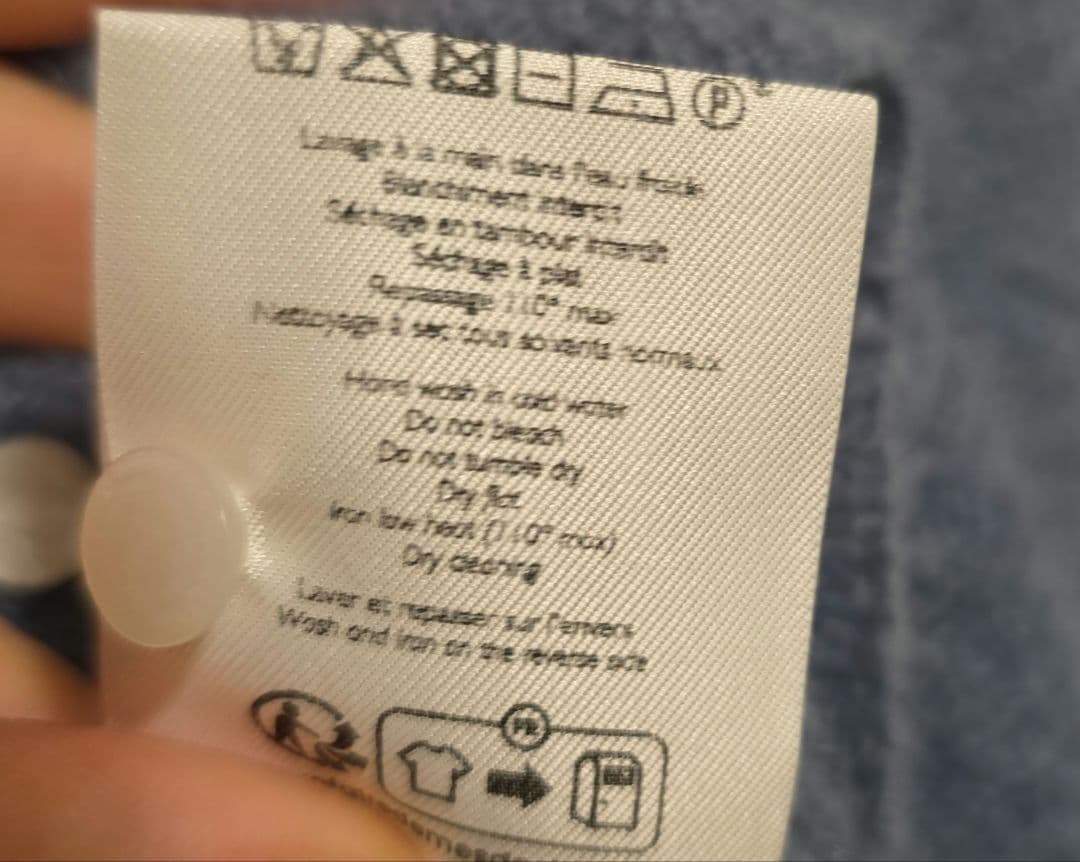 P
Lavage à la main dans l'eau froide
Blanchiment interdit
Séchage en tambour interdit
Séchage à plat
Repassage 110° max
Nettoyage à sec tous solvants normaux
Hand wash in cold water
Do not bleach
Do not tumble dry
Dry flat
Iron low heat (110° max)
Dry cleaning
Laver et repasser sur l'envers
Wash and iron on the reverse side
FR